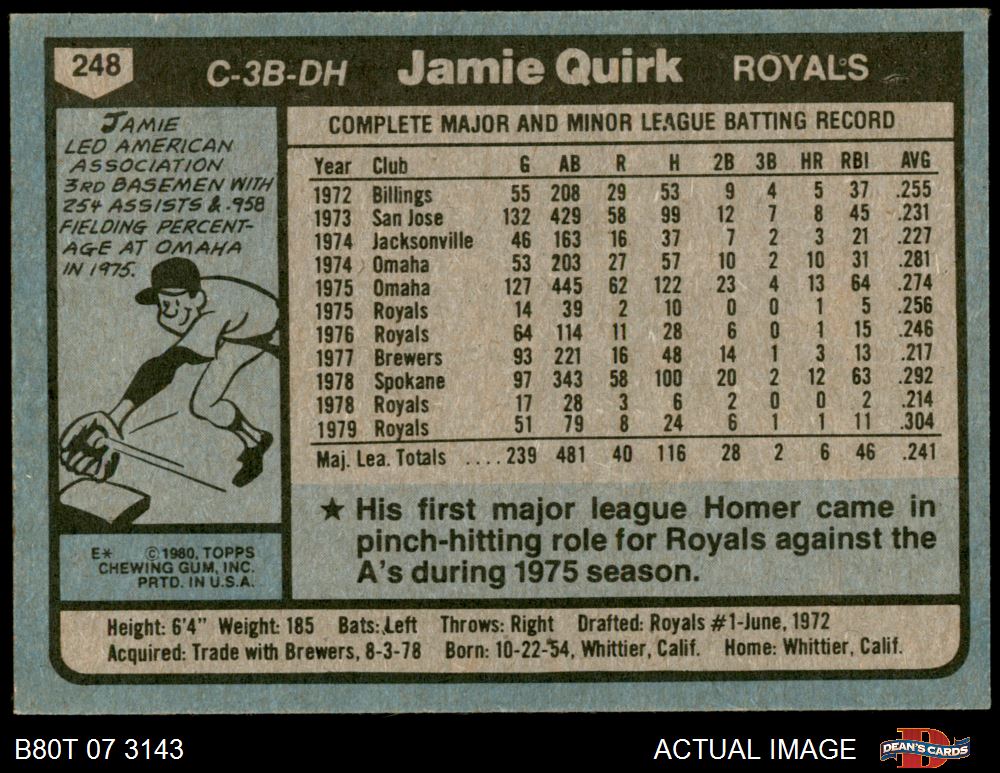 248
C-3B-DH Jamie Quirk ROYALS
JAMIE
LED AMERICAN
ASSOCIATION
3RD BASEMEN WITH
254 ASSISTS & .958
FIELDING PERCENT-
AGE AT OMAHA
IN 1975.
COMPLETE MAJOR AND MINOR LEAGUE BATTING RECORD
Year Club G AB R H 2B 3B HR RBI AVG
1972 Billings 55 208 29 53 9 4 5 37 .255
1973 San Jose 132 429 58 99 12 7 8 45 .231
1974 Jacksonville 46 163 16 37 7 2 3 21 .227
1974 Omaha 53 203 27 57 10 2 10 31 .281
1975 Omaha 127 445 62 122 23 4 13 64 .274
1975 Royals 14 39 2 10 0 0 1 5 .256
1976 Royals 64 114 11 28 6 0 1 15 .246
1977 Brewers 93 221 16 48 14 1 3 13 .217
1978 Spokane 97 343 58 100 20 2 12 63 .292
1978 Royals 17 28 3 6 2 0 0 2 .214
1979 Royals 51 79 8 24 6 1 1 11 .304
Maj. Lea. Totals ....239 481 40 116 28 2 6 46 .241
★ His first major league Homer came in
pinch-hitting role for Royals against the
A's during 1975 season.
E* © 1980, TOPPS
CHEWING GUM, INC.
PRTD. IN U.S.A.
Height: 6'4" Weight: 185 Bats: Left Throws: Right Drafted: Royals #1-June, 1972
Acquired: Trade with Brewers, 8-3-78 Born: 10-22-54, Whittier, Calif. Home: Whittier, Calif.
B80T 07 3143
ACTUAL IMAGE
DEAN'S CARDS